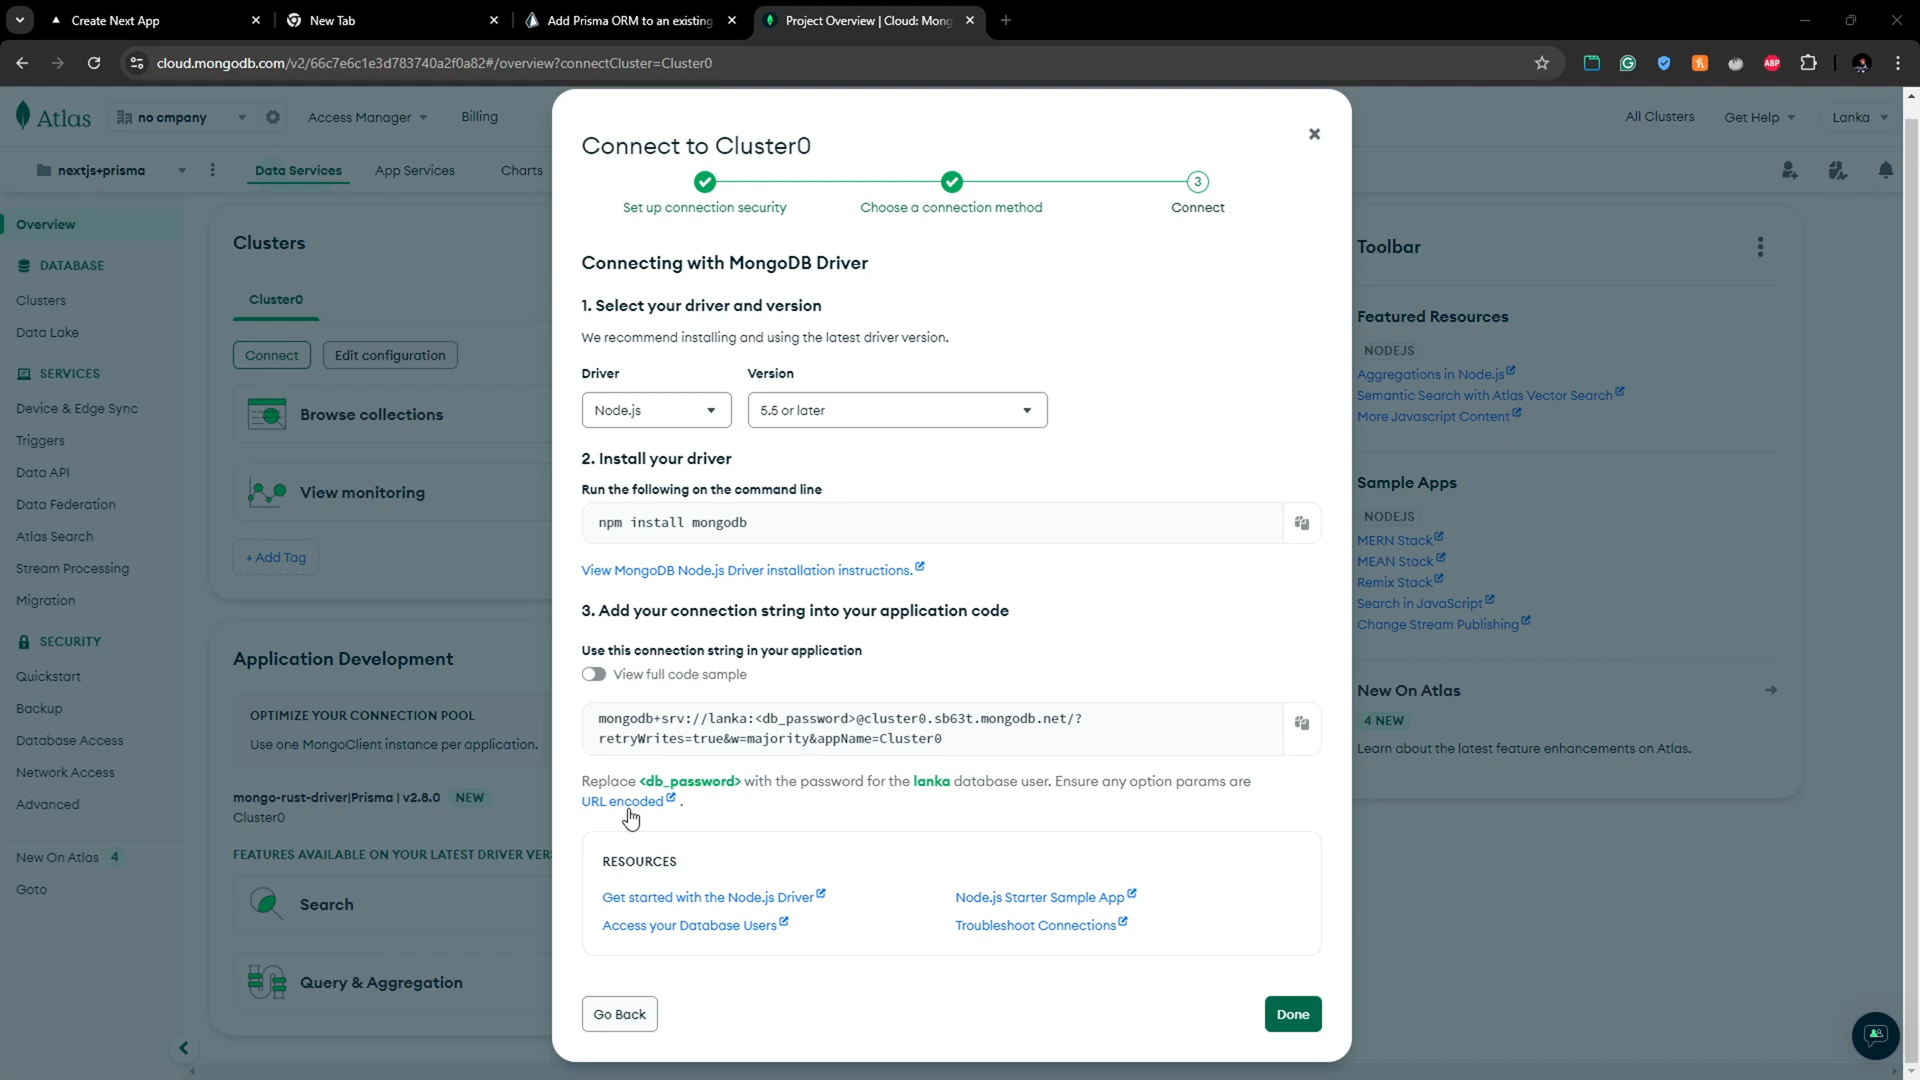 Create Next App
New Tab
Add Prisma ORM to an existing
Project Overview | Cloud: Mong
cloud.mongodb.com/v2/66c7e6c1e3d783740a2f0a82#/overview?connectCluster=Cluster0
ABP
Atlas
no cmpany
Access Manager
Billing
All Clusters
Get Help
Lanka
nextjs+prisma
Data Services
App Services
Charts
Overview
DATABASE
Clusters
Data Lake
SERVICES
Device & Edge Sync
Triggers
Data API
Data Federation
Atlas Search
Stream Processing
Migration
SECURITY
Quickstart
Backup
Database Access
Network Access
Advanced
New On Atlas 4
Goto
Clusters
Cluster0
Connect
Edit configuration
Browse collections
View monitoring
+ Add Tag
Application Development
OPTIMIZE YOUR CONNECTION POOL
Use one MongoClient instance per application.
mongo-rust-driver|Prisma | v2.8.0 NEW
Cluster0
FEATURES AVAILABLE ON YOUR LATEST DRIVER VER
Search
Query & Aggregation
Connect to Cluster0
3
Set up connection security
Choose a connection method
Connect
Connecting with MongoDB Driver
1. Select your driver and version
We recommend installing and using the latest driver version.
Driver
Version
Node.js
5.5 or later
2. Install your driver
Run the following on the command line
npm install mongodb
View MongoDB Node.js Driver installation instructions.
3. Add your connection string into your application code
Use this connection string in your application
View full code sample
mongodb+srv://lanka:<db_password>@cluster0.sb63t.mongodb.net/?
retryWrites=true&w=majority&appName=Cluster0
Replace <db_password> with the password for the lanka database user. Ensure any option params are
URL encoded .
RESOURCES
Get started with the Node.js Driver
Node.js Starter Sample App
Access your Database Users
Troubleshoot Connections
Go Back
Done
Toolbar
Featured Resources
NODEJS
Aggregations in Node.js
Semantic Search with Atlas Vector Search
More Javascript Content
Sample Apps
NODEJS
MERN Stack
MEAN Stack
Remix Stack
Search in JavaScript
Change Stream Publishing
New On Atlas
4 NEW
Learn about the latest feature enhancements on Atlas.